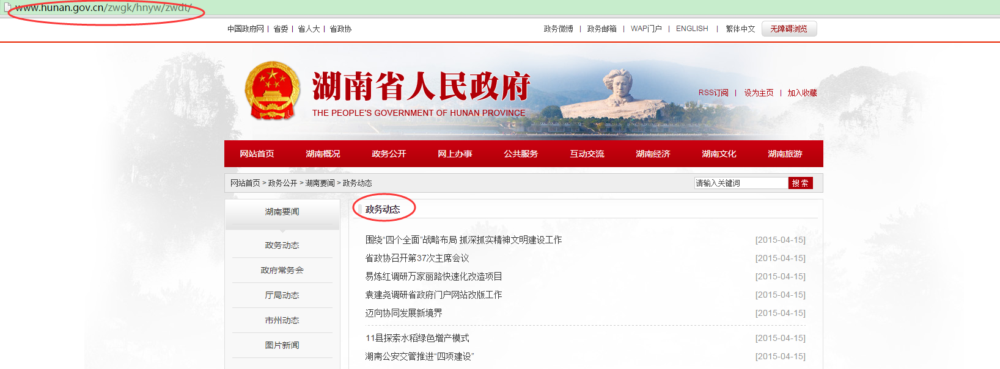 www.hunan.gov.cn/zwgk/hnyw/zwdt/
中国政府网 | 省委 | 省人大 | 省政协
政务微博 | 政务邮箱 | WAP门户 | ENGLISH | 繁体中文 无障碍浏览
湖南省人民政府
THE PEOPLE'S GOVERNMENT OF HUNAN PROVINCE
RSS订阅 | 设为主页 | 加入收藏
网站首页 湖南概况 政务公开 网上办事 公共服务 互动交流 湖南经济 湖南文化 湖南旅游
网站首页 > 政务公开 > 湖南要闻 > 政务动态
请输入关键词 搜 索
湖南要闻
政务动态
政府常务会
厅局动态
市州动态
图片新闻
政务动态
围绕“四个全面”战略布局 抓深抓实精神文明建设工作 [2015-04-15]
省政协召开第37次主席会议 [2015-04-15]
易炼红调研万家丽路快速化改造项目 [2015-04-15]
袁建尧调研省政府门户网站改版工作 [2015-04-15]
迈向协同发展新境界 [2015-04-15]
11县探索水稻绿色增产模式 [2015-04-15]
湖南公安交管推进“四项建设” [2015-04-15]